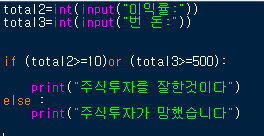 total2=int(input("이익률:"))
total3=int(input("번 돈:"))
if (total2>=10)or (total3>=500):
print("주식투자을 잘한것이다")
else :
print("주식투자가 망했습니다")